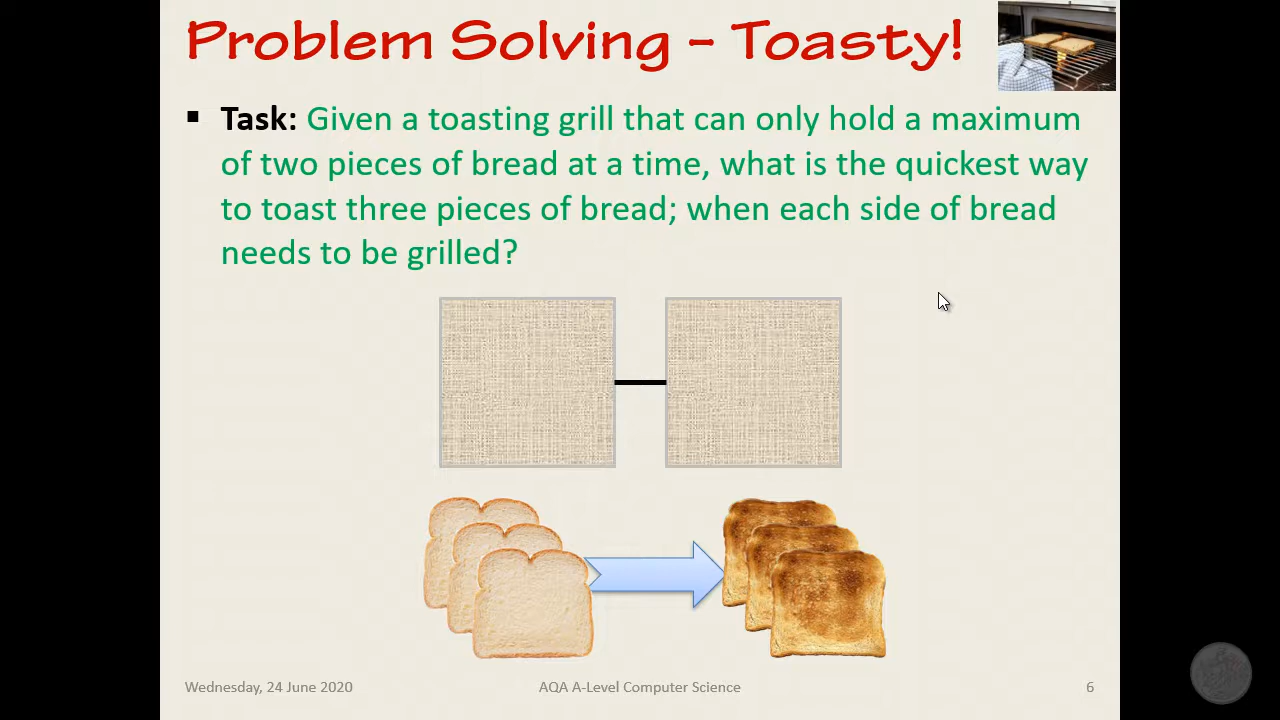 Problem Solving - Toasty!
▪ Task: Given a toasting grill that can only hold a maximum
of two pieces of bread at a time, what is the quickest way
to toast three pieces of bread; when each side of bread
needs to be grilled?
Wednesday, 24 June 2020 AQA A-Level Computer Science 6